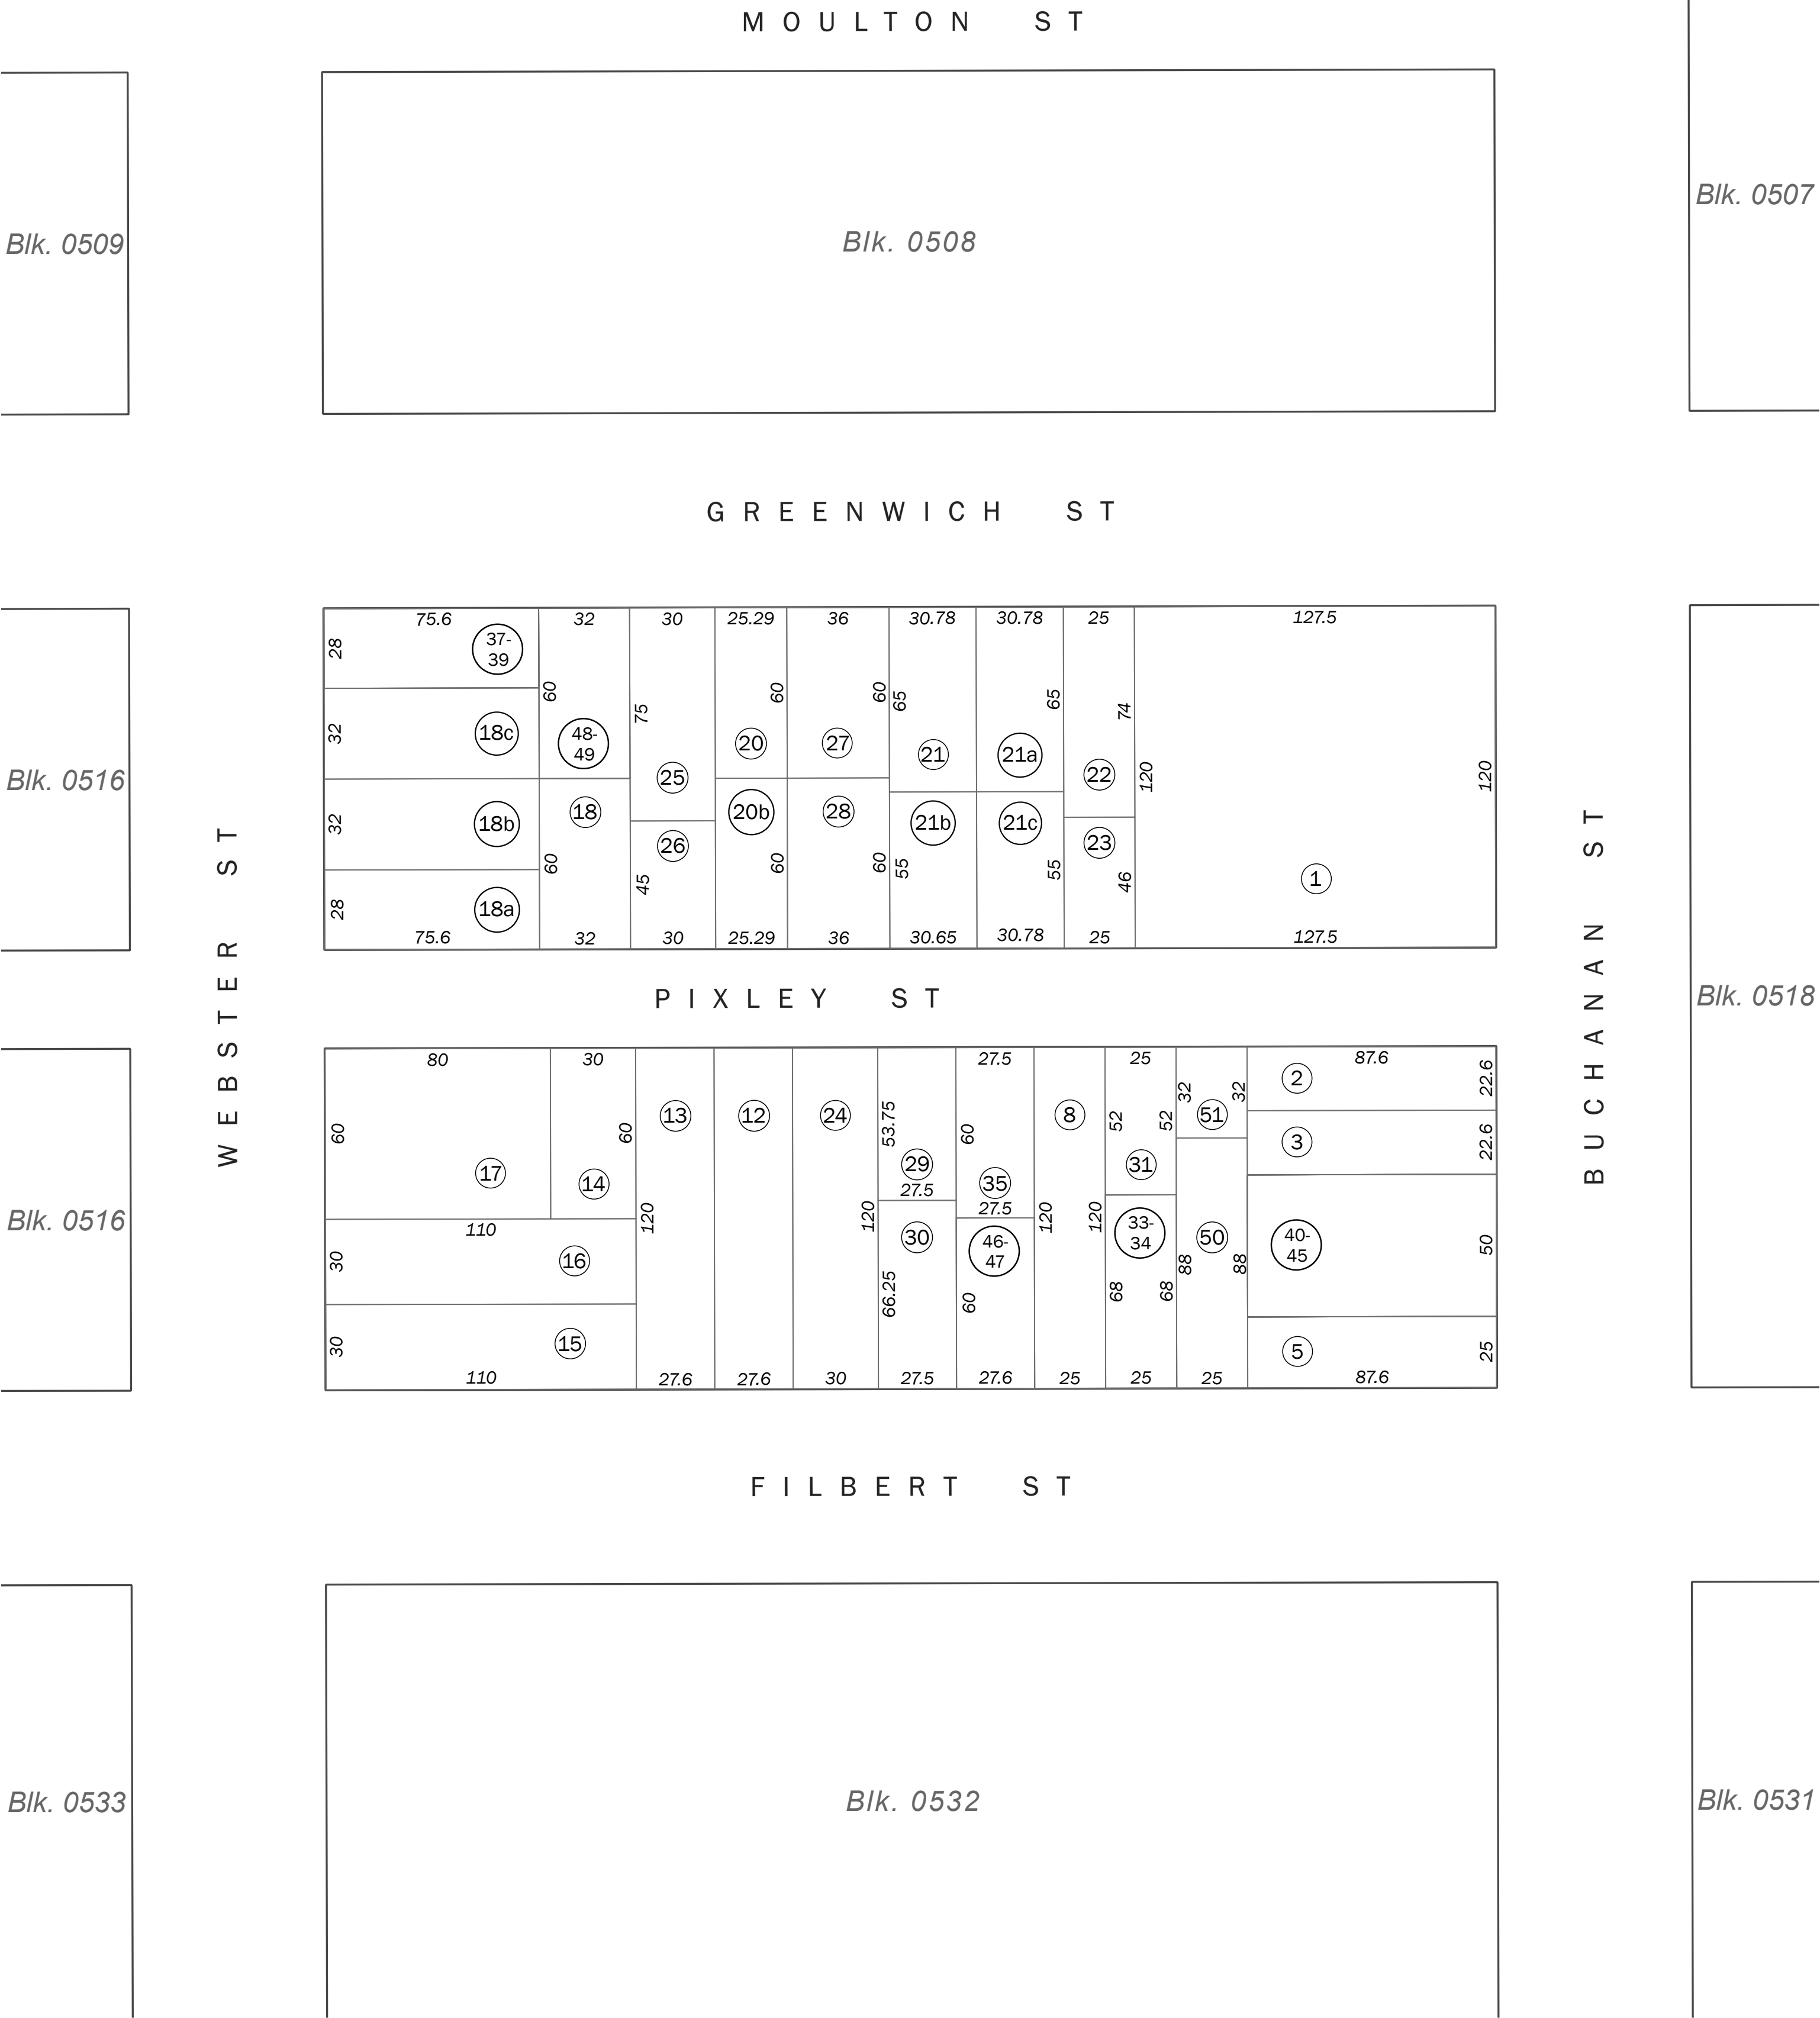 MOULTON ST
Blk. 0509
Blk. 0508
Blk. 0507
GREENWICH ST
75.6 32 30 25.29 36 30.78 30.78 25 127.5
28 37-
39
60 75 60 60 65 65 74
32 18c 48-
49
20 27 21 21a
25 22 120 120
Blk. 0516
32 18b 18 20b 28 21b 21c
26 23
60 45 60 60 55 55 46 1
28 18a
75.6 32 30 25.29 36 30.65 30.78 25 127.5
WEBSTER ST
BUCHANAN ST
PIXLEY ST
Blk. 0518
80 30 27.5 25 87.6
2 22.6
13 12 24 53.75 8 32 51 32
60 60 60 52 52 3 22.6
17 14 29 35 31
27.5 27.5
Blk. 0516
110 120 120 120 120
30 16 30 46-
47
33-
34
50 40-
45
50
66.25 60 68 68 88 88
30 15 5 25
110 27.6 27.6 30 27.5 27.6 25 25 25 87.6
FILBERT ST
Blk. 0533
Blk. 0532
Blk. 0531